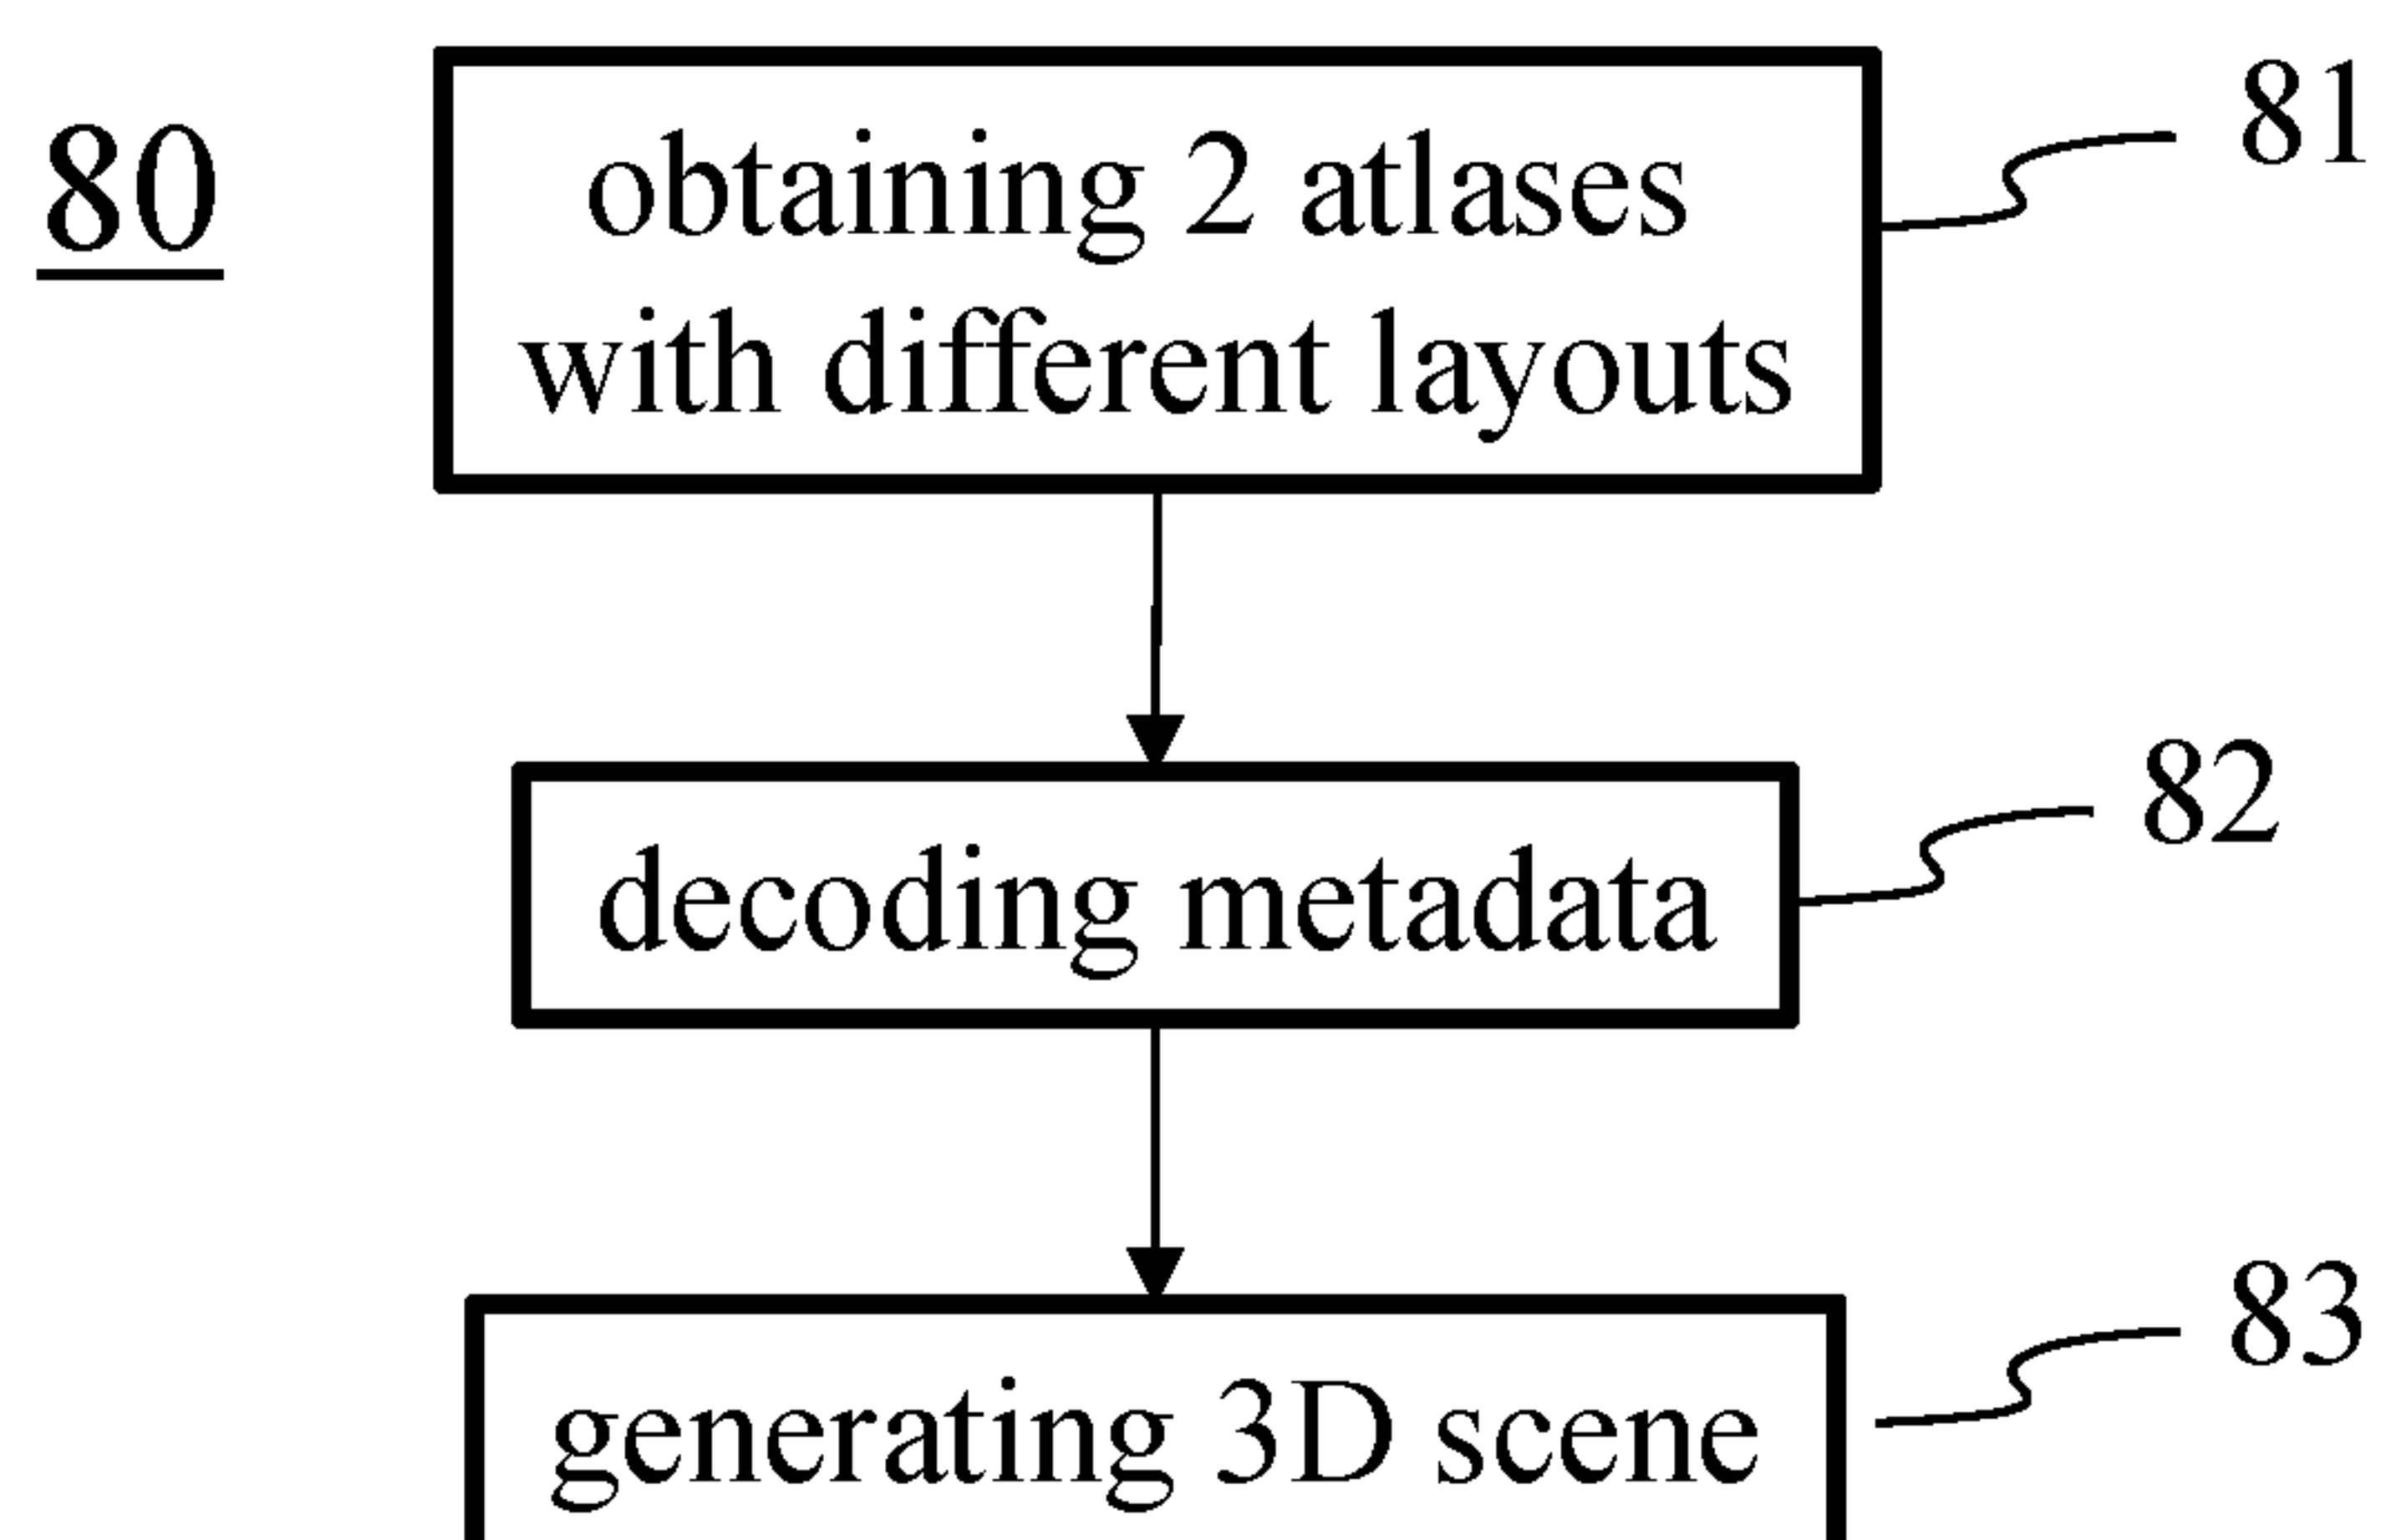 80
obtaining 2 atlases
with different layouts
81
decoding metadata
82
generating 3D scene
83